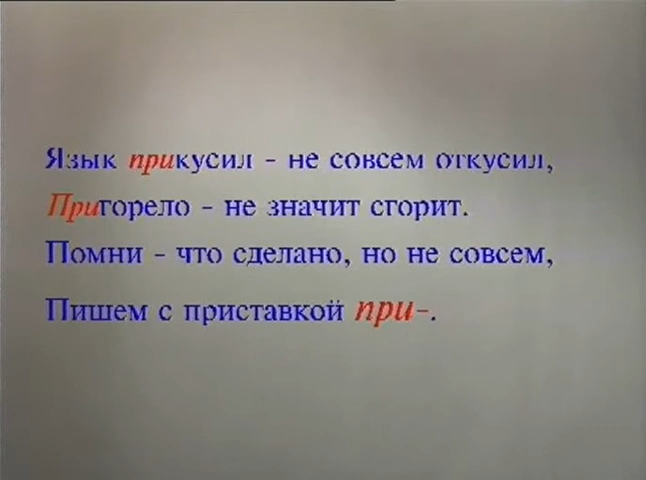 Язык прикусил - не совсем откусил,
Пригорело - не значит сгорит.
Помни - что сделано, но не совсем,
Пишем с приставкой при-.